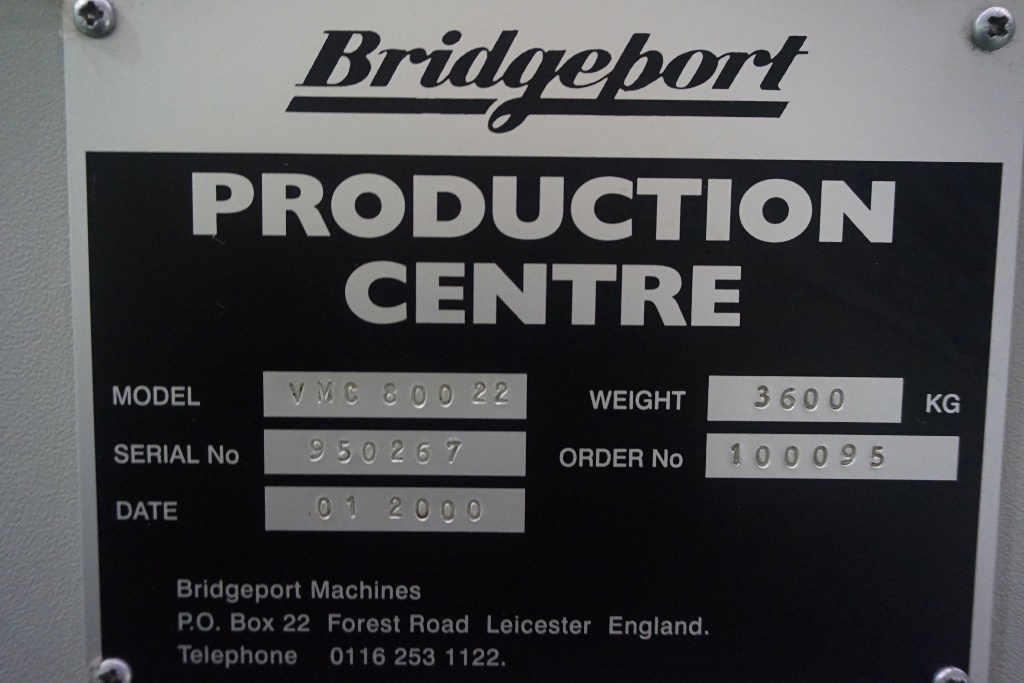 Bridgeport
PRODUCTION
CENTRE
MODEL VMC 800 22 WEIGHT 3600 KG
SERIAL No 950267 ORDER No 100095
DATE 01 2000
Bridgeport Machines
P.O. Box 22 Forest Road Leicester England.
Telephone 0116 253 1122.